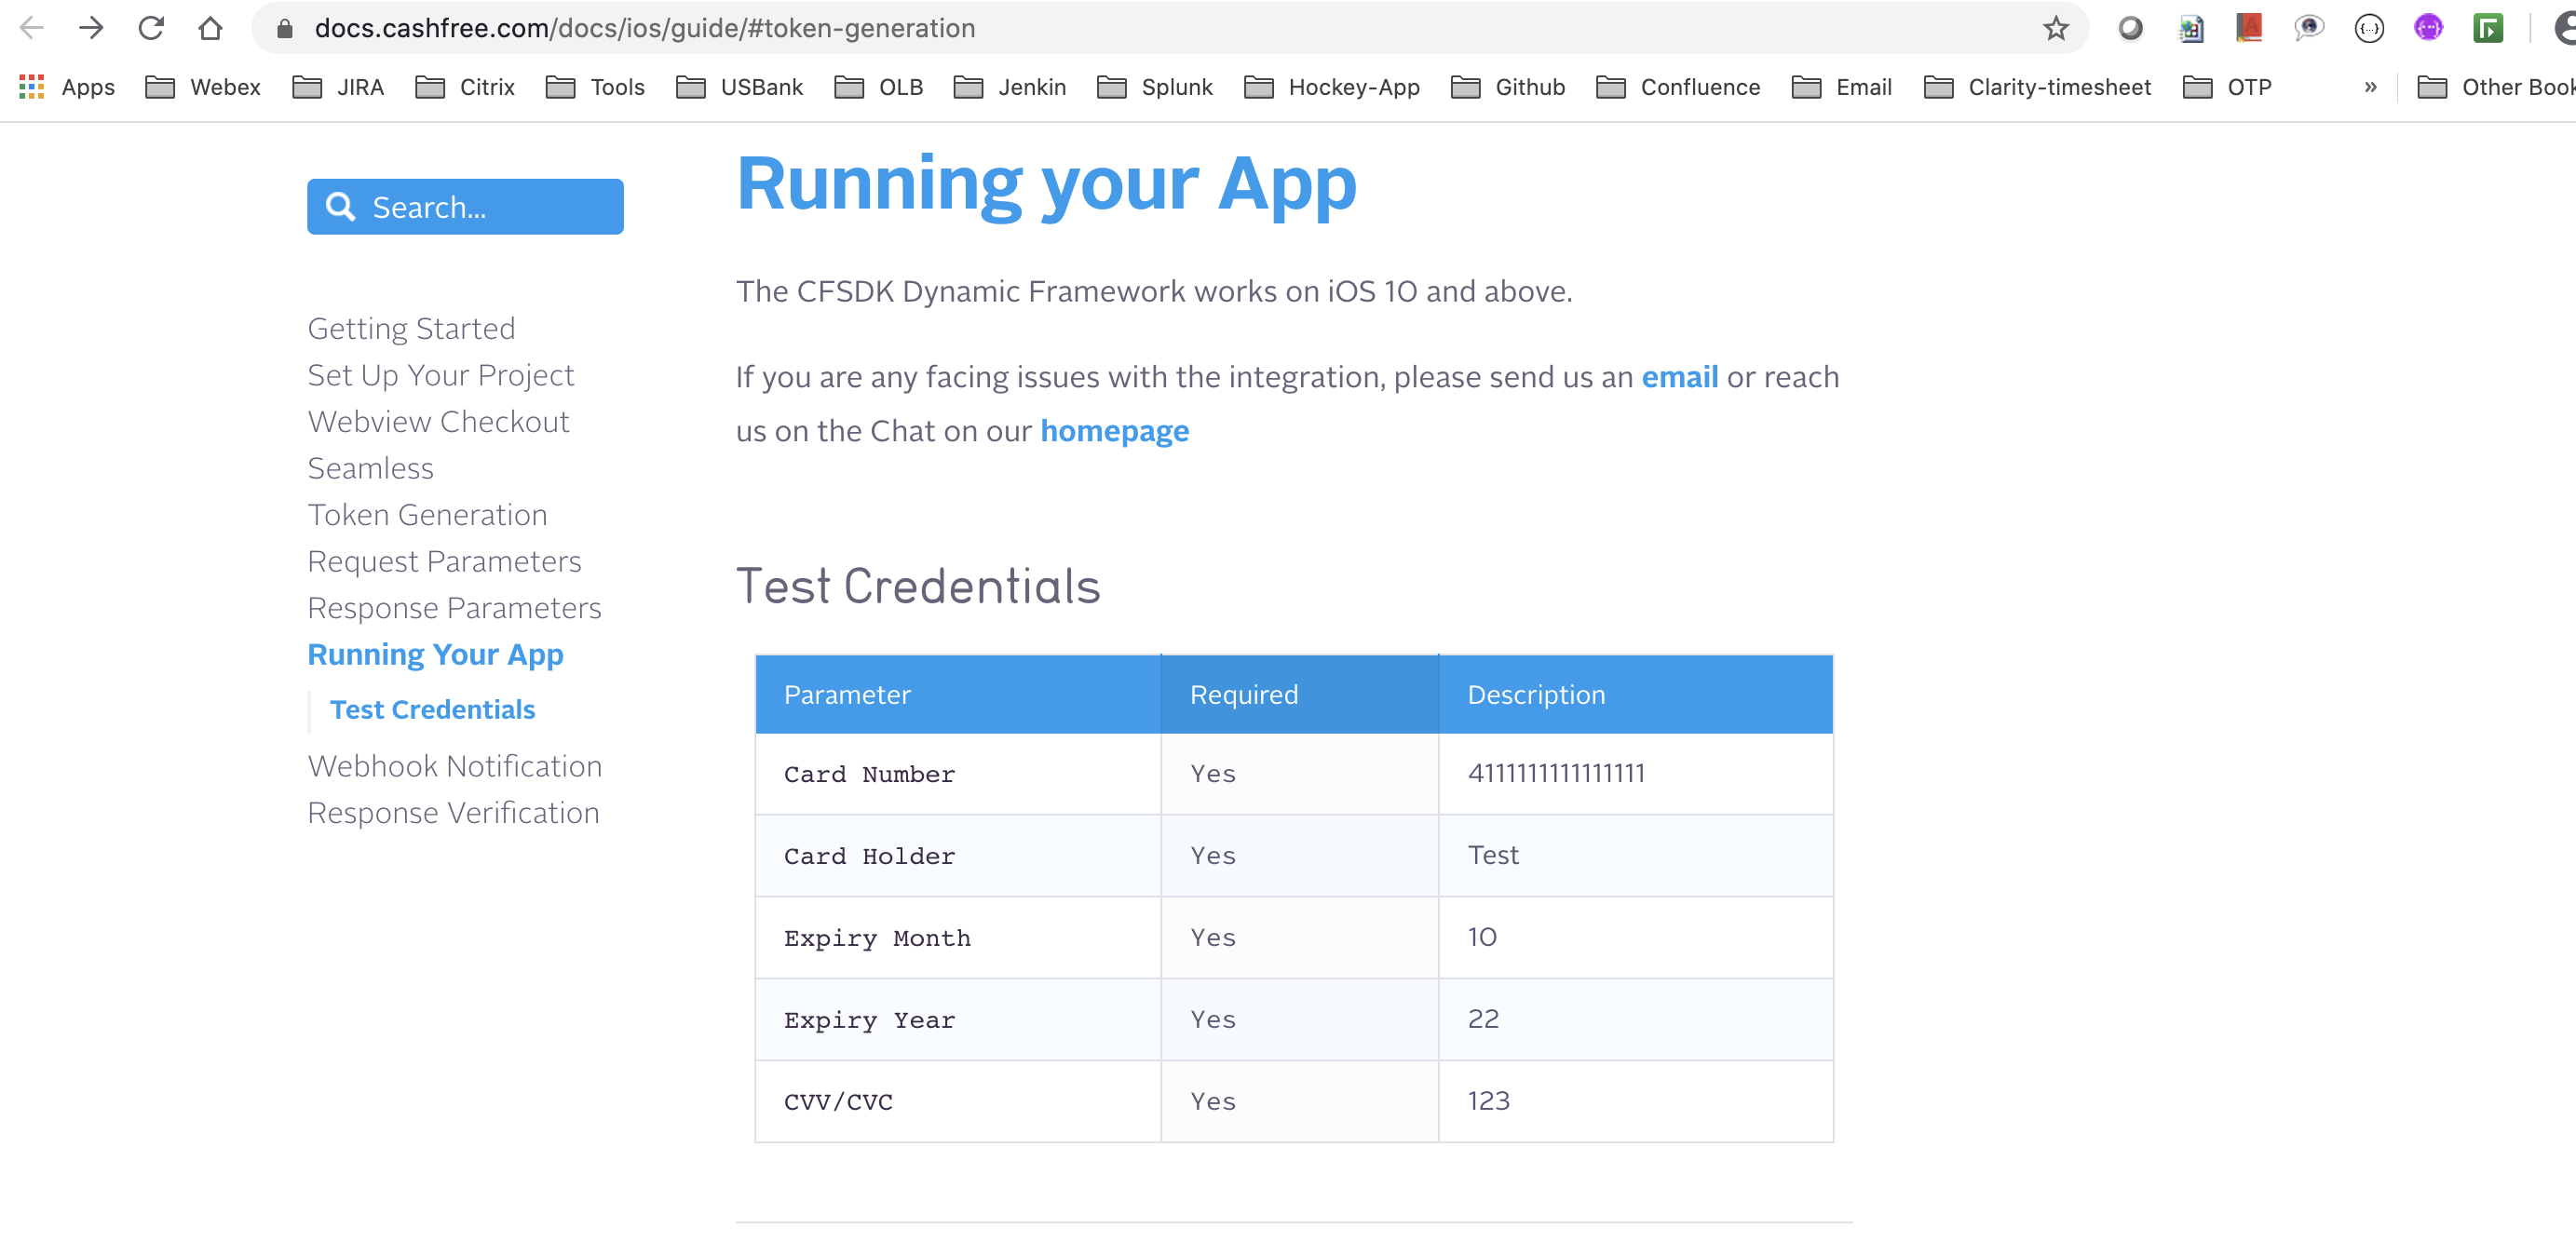 docs.cashfree.com/docs/ios/guide/#token-generation
Apps Webex JIRA Citrix Tools USBank OLB Jenkin Splunk Hockey-App Github Confluence Email Clarity-timesheet OTP » Other Book
Search...
Getting Started
Set Up Your Project
Webview Checkout
Seamless
Token Generation
Request Parameters
Response Parameters
Running Your App
Test Credentials
Webhook Notification
Response Verification
Running your App
The CFSDK Dynamic Framework works on iOS 10 and above.
If you are any facing issues with the integration, please send us an email or reach
us on the Chat on our homepage
Test Credentials
Parameter Required Description
Card Number Yes 4111111111111111
Card Holder Yes Test
Expiry Month Yes 10
Expiry Year Yes 22
CVV/CVC Yes 123